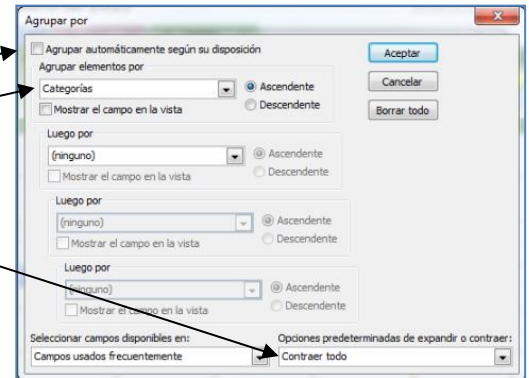 Agrupar por
Agrupar automáticamente según su disposición
Aceptar
Agrupar elementos por
Categorías
Ascendente
Cancelar
Descendente
Mostrar el campo en la vista
Borrar todo
Luego por
(ninguno)
Ascendente
Mostrar el campo en la vista
Descendente
Luego por
(ninguno)
Ascendente
Mostrar el campo en la vista
Descendente
Luego por
(ninguno)
Ascendente
Mostrar el campo en la vista
Descendente
Seleccionar campos disponibles en:
Opciones predeterminadas de expandir o contraer:
Campos usados frecuentemente
Contraer todo